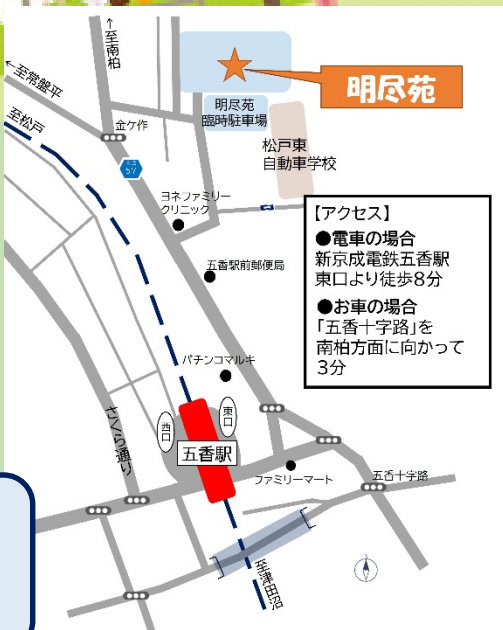 ↑至南柏
←至常盤平
至松戸
金ケ作
57
明尽苑
明尽苑
臨時駐車場
松戸東
自動車学校
ヨネファミリー
クリニック
五香駅前郵便局
【アクセス】
●電車の場合
新京成電鉄五香駅
東口より徒歩8分
●お車の場合
「五香十字路」を
南柏方面に向かって
3分
パチンコマルキ
さくら通り
西口
東口
五香駅
ファミリーマート
五香十字路
至津田沼